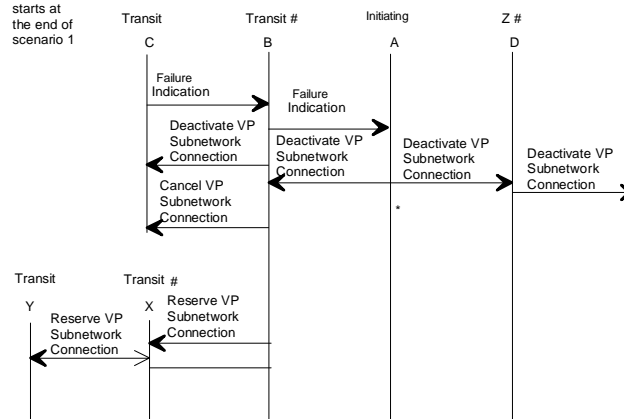 starts at
the end of
scenario 1
Transit
Transit #
Initiating
Z #
C
B
A
D
Failure
Indication
Failure
Indication
Deactivate VP
Subnetwork
Connection
Deactivate VP
Subnetwork
Connection
Deactivate VP
Subnetwork
Connection
Deactivate VP
Subnetwork
Connection
Cancel VP
Subnetwork
Connection
*
Transit
Transit #
Y
X
Reserve VP
Subnetwork
Connection
Reserve VP
Subnetwork
Connection